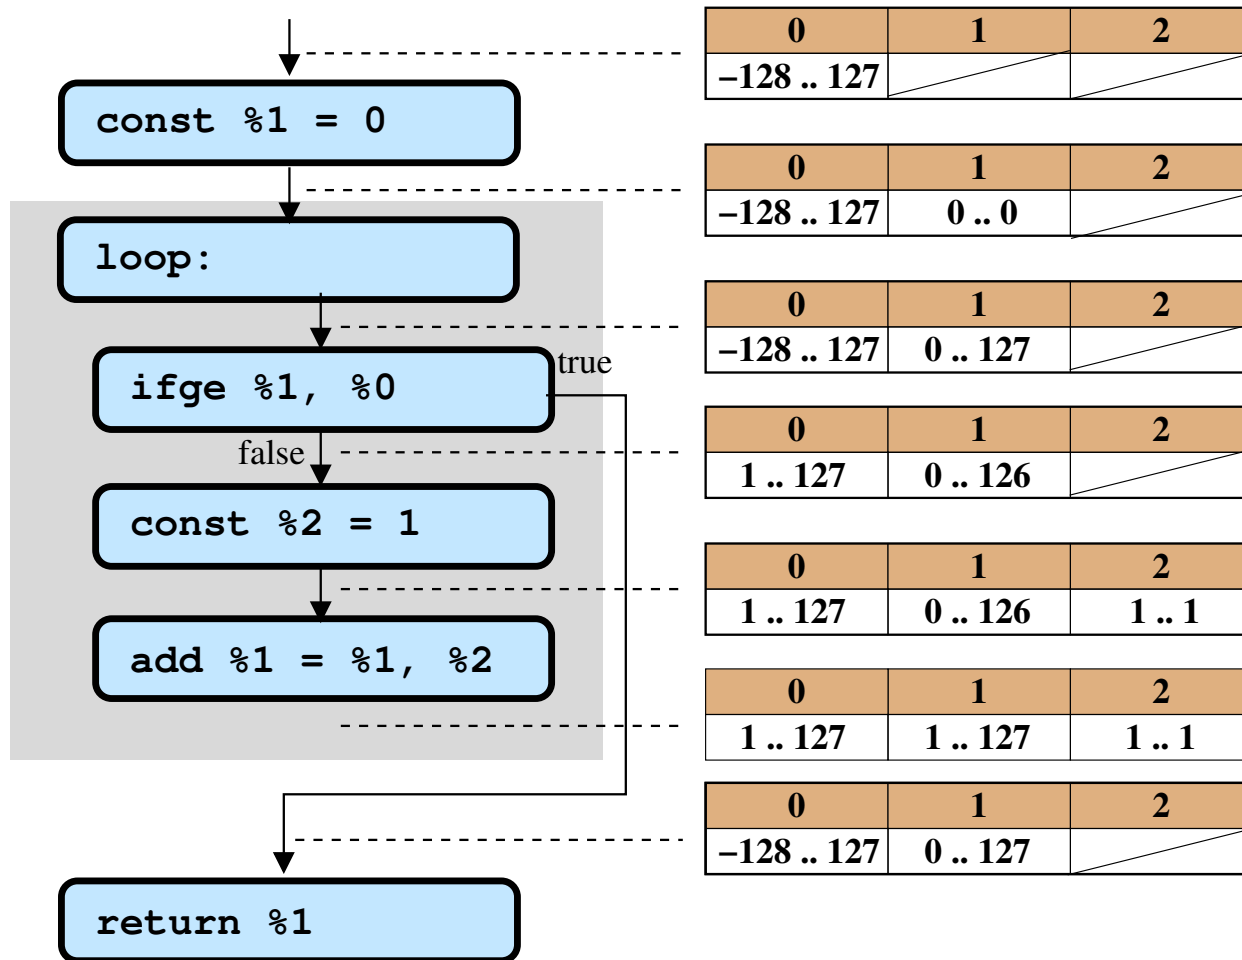 0 1 2
−128 .. 127
const %1 = 0
0 1 2
−128 .. 127 0 .. 0
loop:
0 1 2
−128 .. 127 0 .. 127
true
ifge %1, %0
false
0 1 2
1 .. 127 0 .. 126
const %2 = 1
0 1 2
1 .. 127 0 .. 126 1 .. 1
add %1 = %1, %2
0 1 2
1 .. 127 1 .. 127 1 .. 1
0 1 2
−128 .. 127 0 .. 127
return %1